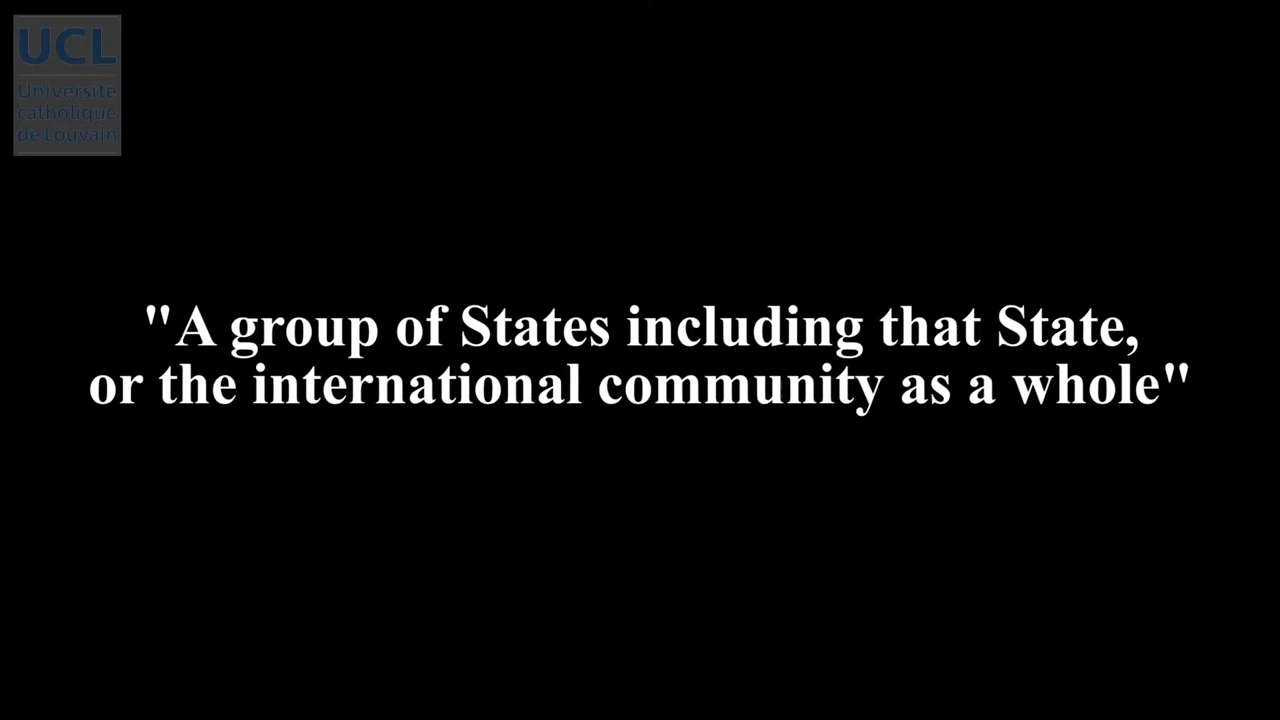 UCL
Université
catholique
de Louvain
"A group of States including that State,
or the international community as a whole"